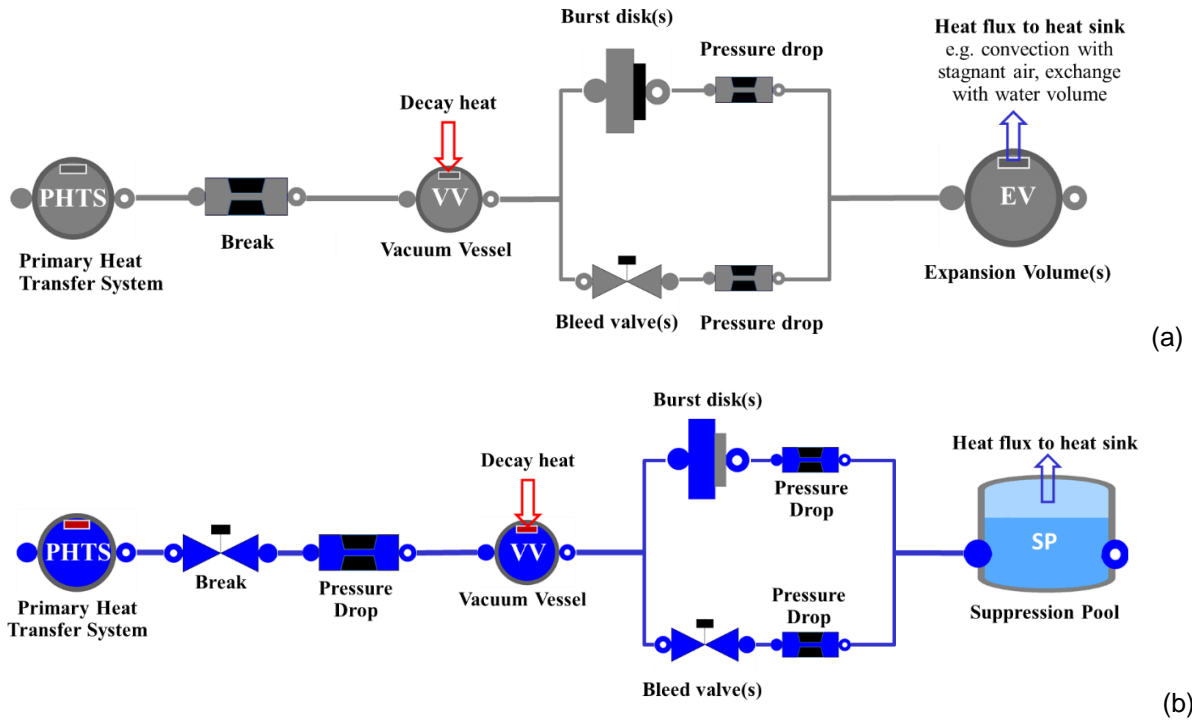 Burst disk(s)
Pressure drop
Heat flux to heat sink
e.g. convection with
stagnant air, exchange
with water volume
Decay heat
PHTS
VV
EV
Break
Vacuum Vessel
Primary Heat
Transfer System
Expansion Volume(s)
Bleed valve(s)
Pressure drop
(a)
Burst disk(s)
Heat flux to heat sink
Decay heat
Pressure
Drop
PHTS
VV
SP
Break
Pressure
Drop
Vacuum Vessel
Primary Heat
Transfer System
Pressure
Drop
Suppression Pool
Bleed valve(s)
(b)